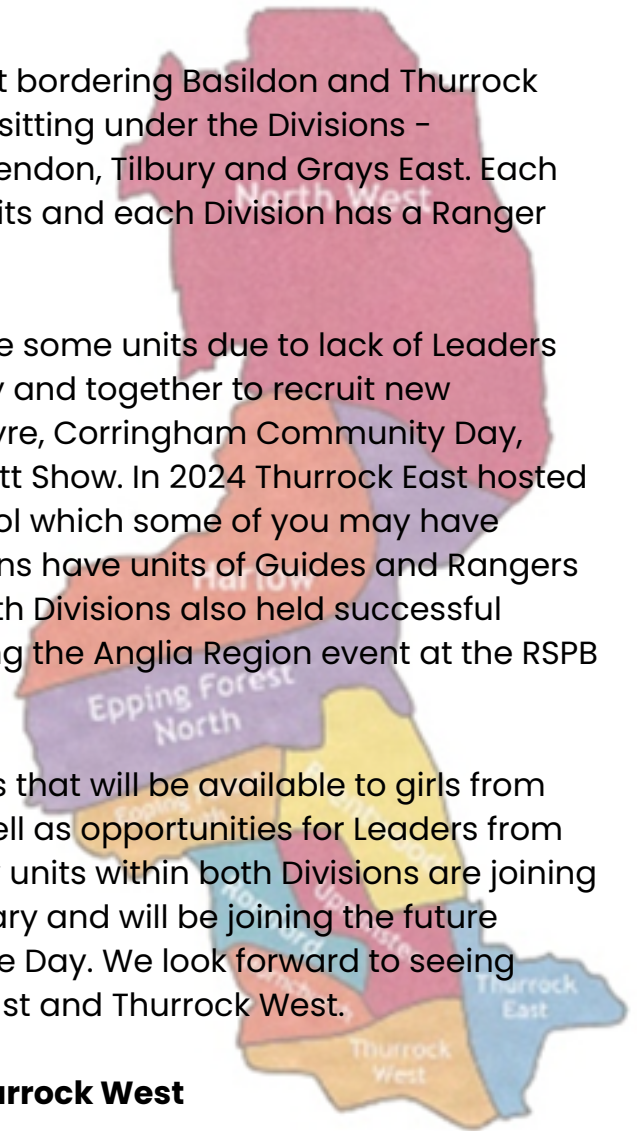 t bordering Basildon and Thurrock
sitting under the Divisions -
endon, Tilbury and Grays East. Each
North West
its and each Division has a Ranger
e some units due to lack of Leaders
y and together to recruit new
yre, Corringham Community Day,
tt Show. In 2024 Thurrock East hosted
ol which some of you may have
ns have units of Guides and Rangers
Harlow
th Divisions also held successful
ng the Anglia Region event at the RSPB
Epping Forest
North
s that will be available to girls from
Epping
ell as opportunities for Leaders from
units within both Divisions are joining
ary and will be joining the future
e Day. We look forward to seeing
Thurrock
East
st and Thurrock West.
Thurrock
West
urrock West